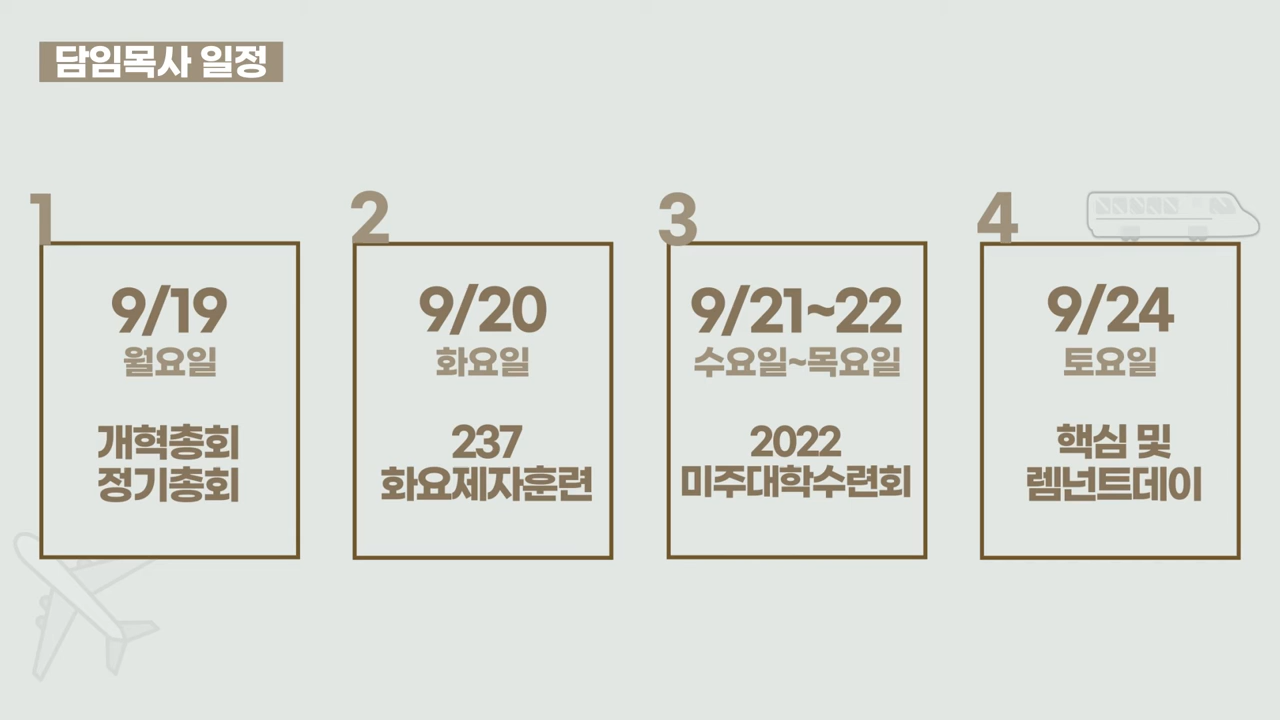 담임목사 일정
1
9/19
월요일
개혁총회
정기총회
2
9/20
화요일
237
화요제자훈련
3
9/21~22
수요일~목요일
2022
미주대학수련회
4
9/24
토요일
핵심 및
렘넌트데이